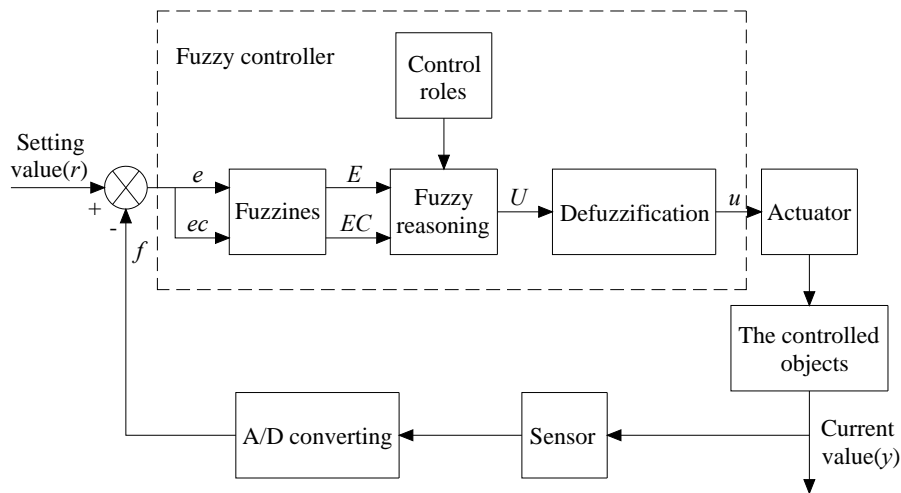 Fuzzy controller
Control
roles
Setting
value(r)
+
-
f
e
ec
Fuzzines
E
EC
Fuzzy
reasoning
U
Defuzzification
u
Actuator
The controlled
objects
A/D converting
Sensor
Current
value(y)